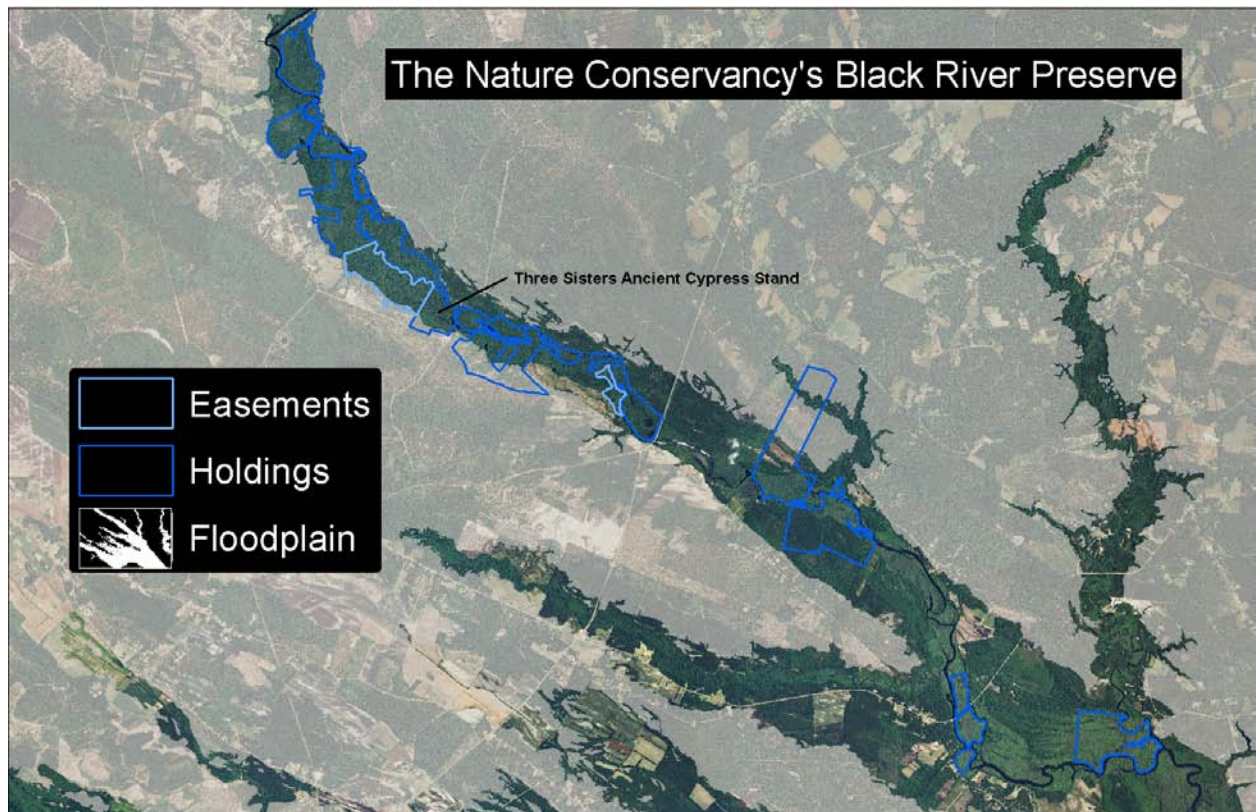 The Nature Conservancy's Black River Preserve
Three Sisters Ancient Cypress Stand
Easements
Holdings
Floodplain